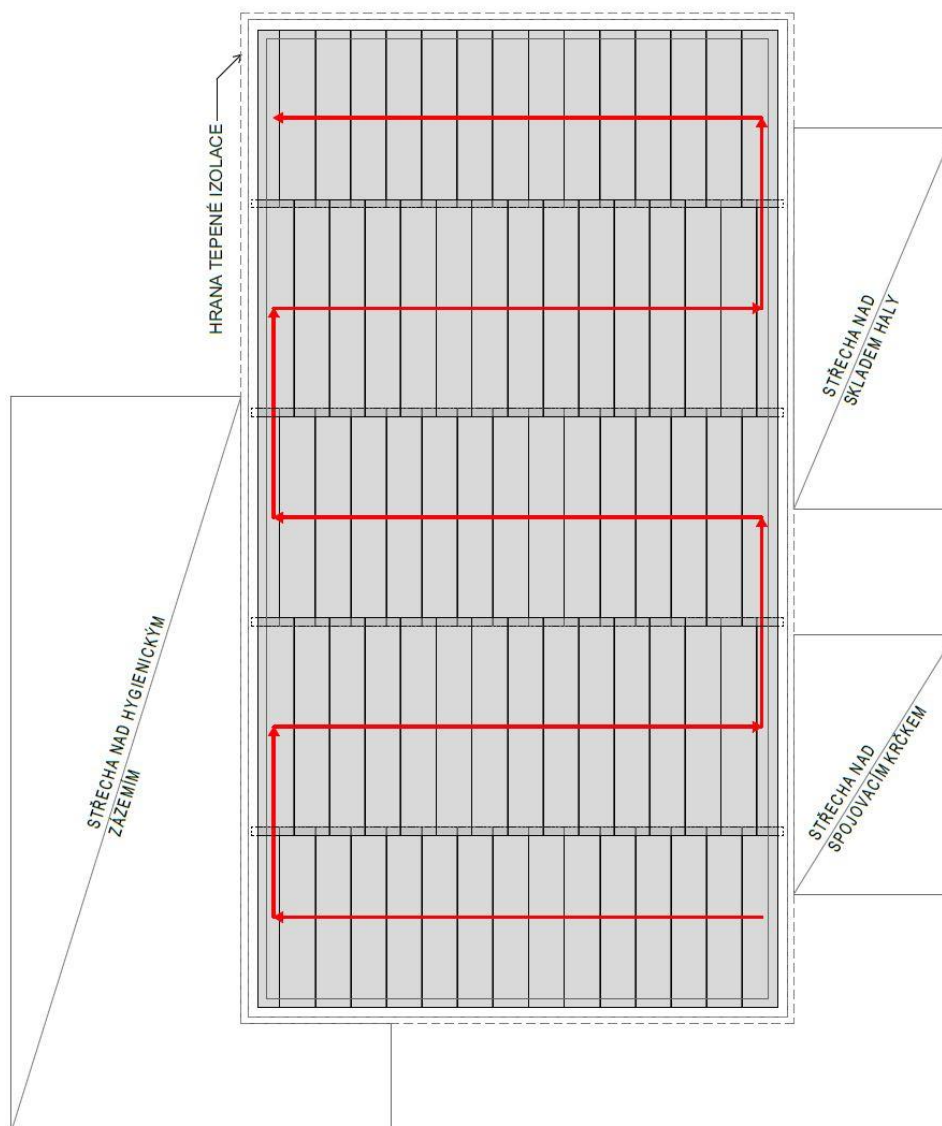 HRANA TEPENÉ IZOLACE
STŘECHA NAD
SKLADEM HALY
STŘECHA NAD HYGIENICKÝM
ZÁZEMÍM
STŘECHA NAD
SPOJOVACÍM KRČKEM